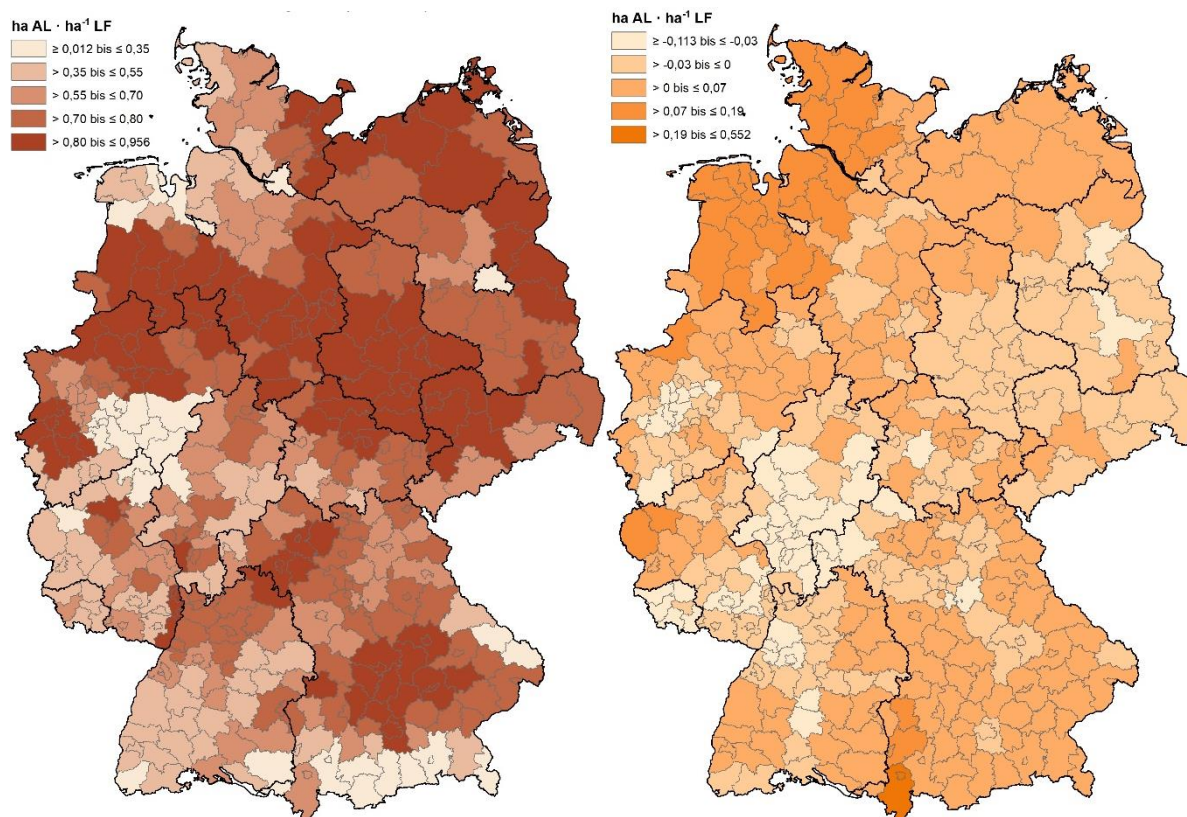 ha AL · ha⁻¹ LF
≥ 0,012 bis ≤ 0,35
> 0,35 bis ≤ 0,55
> 0,55 bis ≤ 0,70
> 0,70 bis ≤ 0,80
> 0,80 bis ≤ 0,956
ha AL · ha⁻¹ LF
≥ -0,113 bis ≤ -0,03
> -0,03 bis ≤ 0
> 0 bis ≤ 0,07
> 0,07 bis ≤ 0,19
> 0,19 bis ≤ 0,552